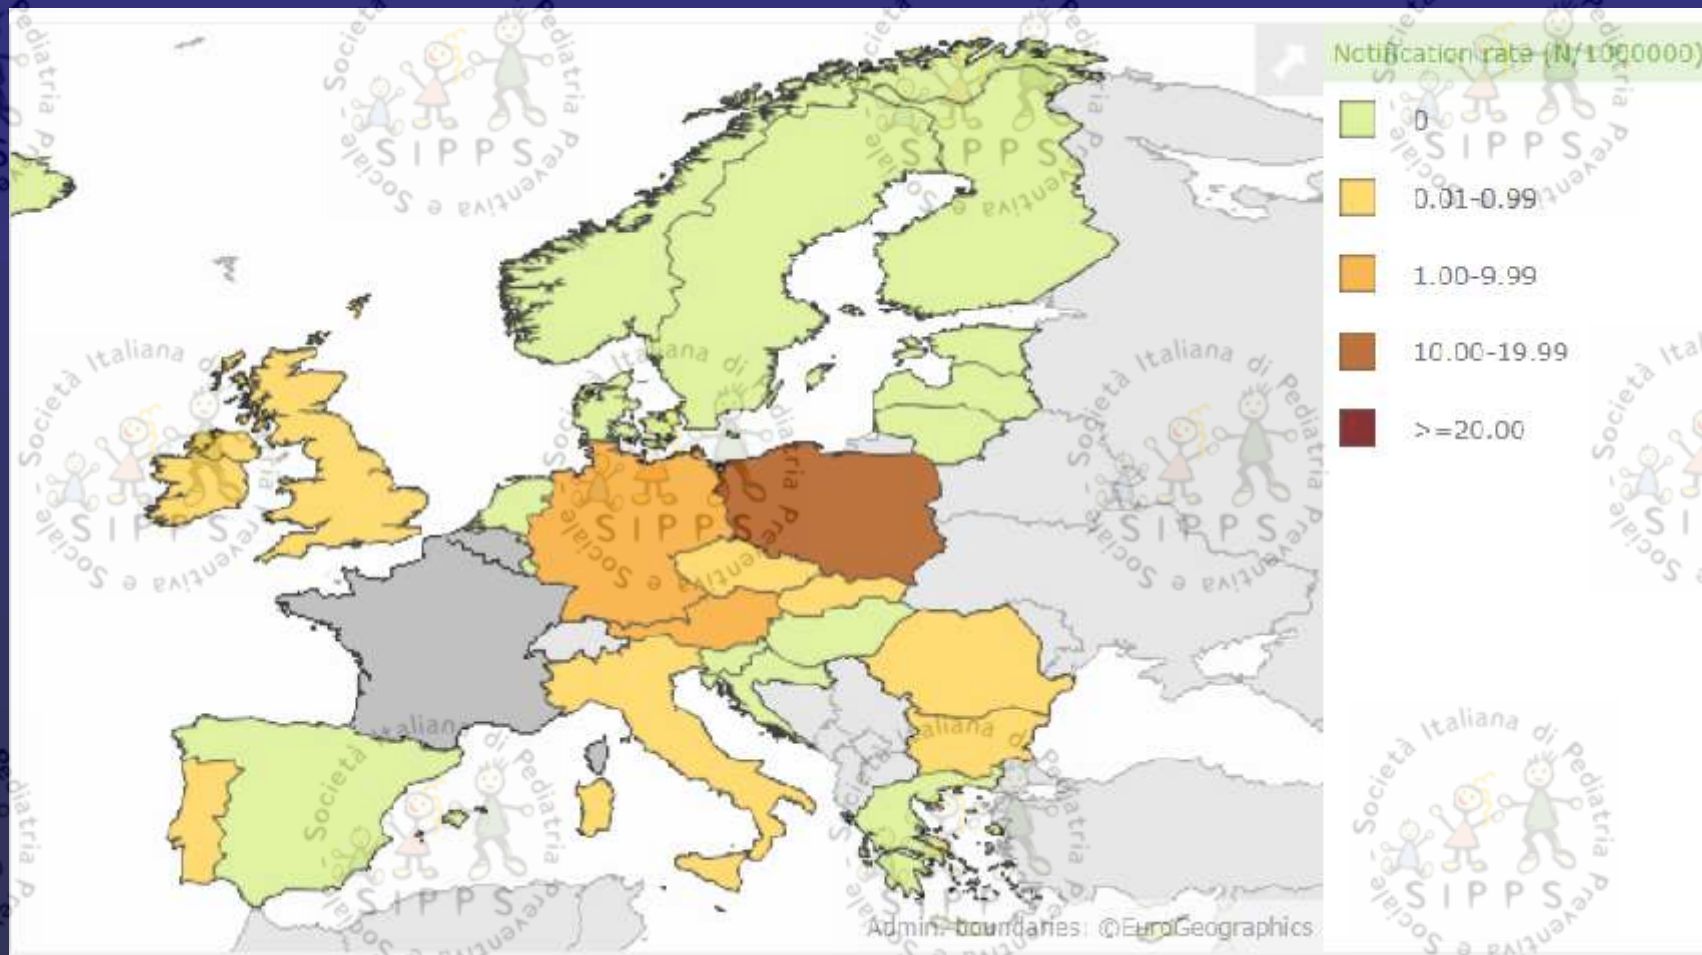 Notification rate (N/1000000)
0
0.01-0.99
1.00-9.99
10.00-19.99
>=20.00
Admin. boundaries: ©EuroGeographics
Società Italiana di Pediatria Preventiva e Sociale -
SIPPS